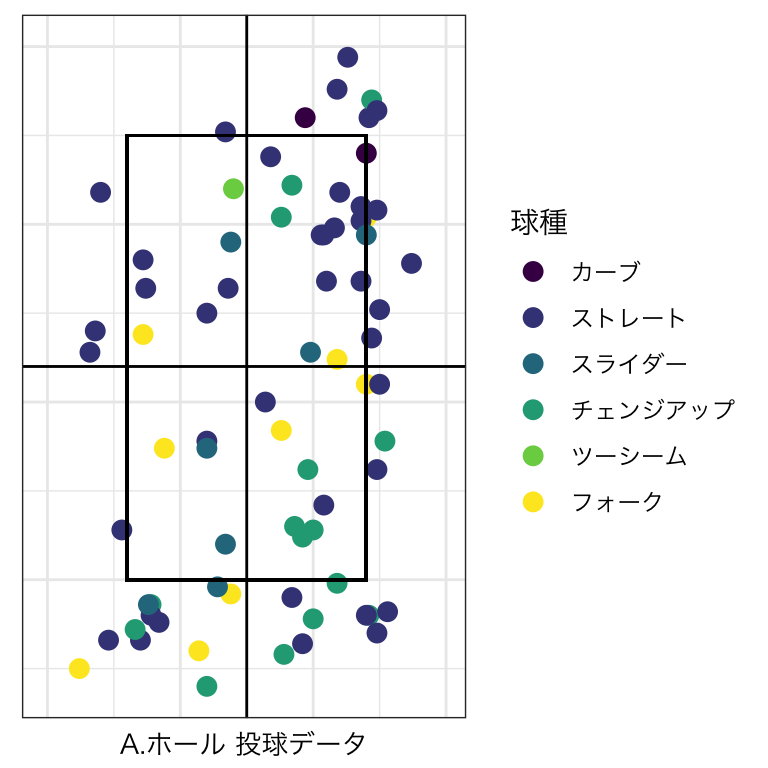 球種
カーブ
ストレート
スライダー
チェンジアップ
ツーシーム
フォーク
A.ホール 投球データ